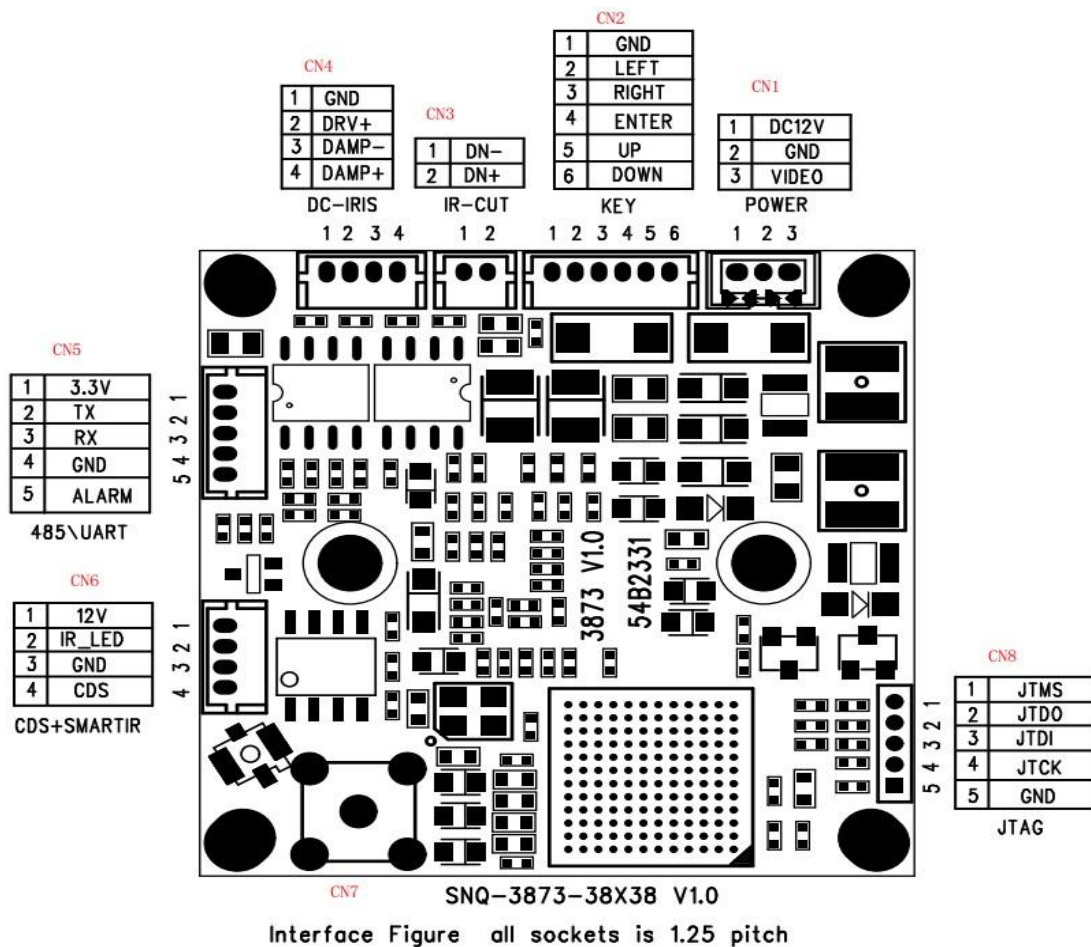 CN2
1 GND
2 LEFT
3 RIGHT
4 ENTER
5 UP
6 DOWN
KEY
1 2 3 4 5 6
CN4
1 GND
2 DRV+
3 DAMP-
4 DAMP+
DC-IRIS
1 2 3 4
CN3
1 DN-
2 DN+
IR-CUT
1 2
CN1
1 DC12V
2 GND
3 VIDEO
POWER
1 2 3
CN5
1 3.3V
2 TX
3 RX
4 GND
5 ALARM
485\UART
5 4 3 2 1
CN6
1 12V
2 IR_LED
3 GND
4 CDS
CDS+SMARTIR
4 3 2 1
3873 V1.0
54B2331
CN8
1 JTMS
2 JTDO
3 JTDI
4 JTCK
5 GND
JTAG
5 4 3 2 1
CN7
SNQ-3873-38X38 V1.0
Interface Figure all sockets is 1.25 pitch